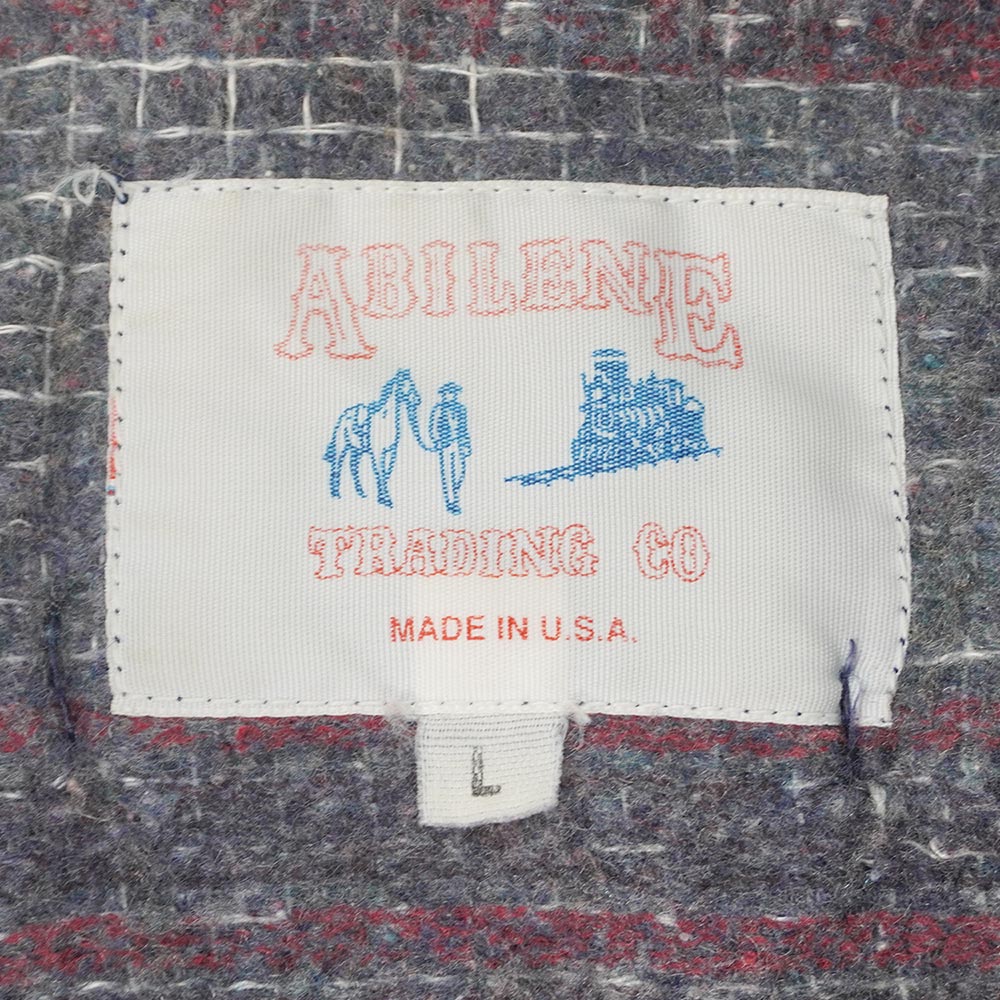 ABILENE
TRADING CO
MADE IN U.S.A.
L